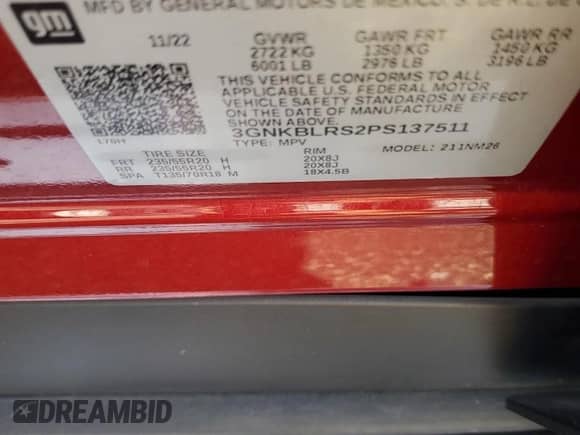 MFD BY GENERAL MOTORS DE MEXICO, S. DE R.L. DE
gm
11/22 GVWR GAWR FRT GAWR RR
2722 KG 1350 KG 1450 KG
6001 LB 2976 LB 3196 LB
THIS VEHICLE CONFORMS TO ALL
APPLICABLE U.S. FEDERAL MOTOR
VEHICLE SAFETY STANDARDS IN EFFECT
ON THE DATE OF MANUFACTURE
SHOWN ABOVE.
3GNKBLRS2PS137511
TYPE: MPV MODEL: 211NM26
TIRE SIZE RIM
FRT 235/55R20 H 20X8J
RR 235/55R20 H 20X8J
SPA T135/70R18 M 18X4.5B
DREAMBID